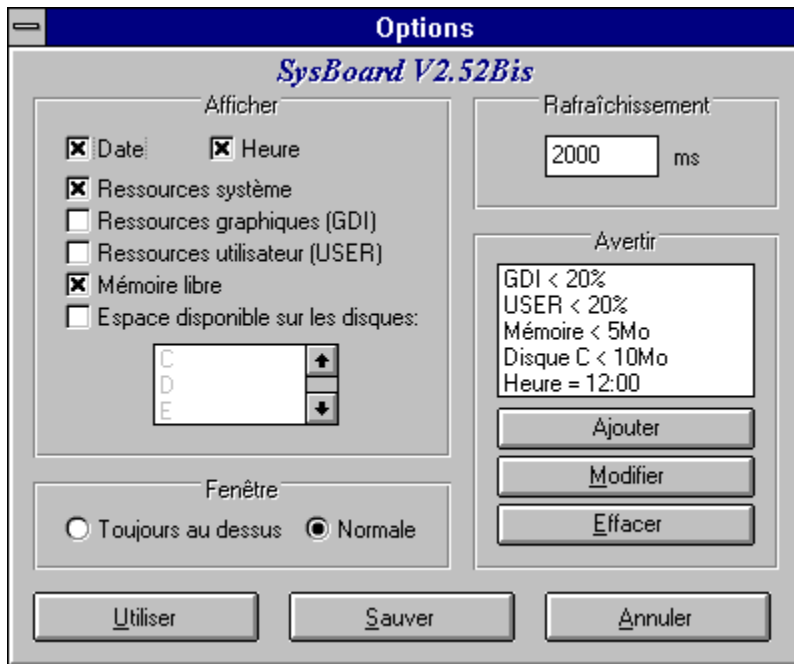 Options
SysBoard V2.52Bis
Afficher
Date
Heure
Ressources système
Ressources graphiques (GDI)
Ressources utilisateur (USER)
Mémoire libre
Espace disponible sur les disques:
C
D
E
Fenêtre
Toujours au dessus
Normale
Rafraîchissement
2000 ms
Avertir
GDI < 20%
USER < 20%
Mémoire < 5Mo
Disque C < 10Mo
Heure = 12:00
Ajouter
Modifier
Effacer
Utiliser
Sauver
Annuler